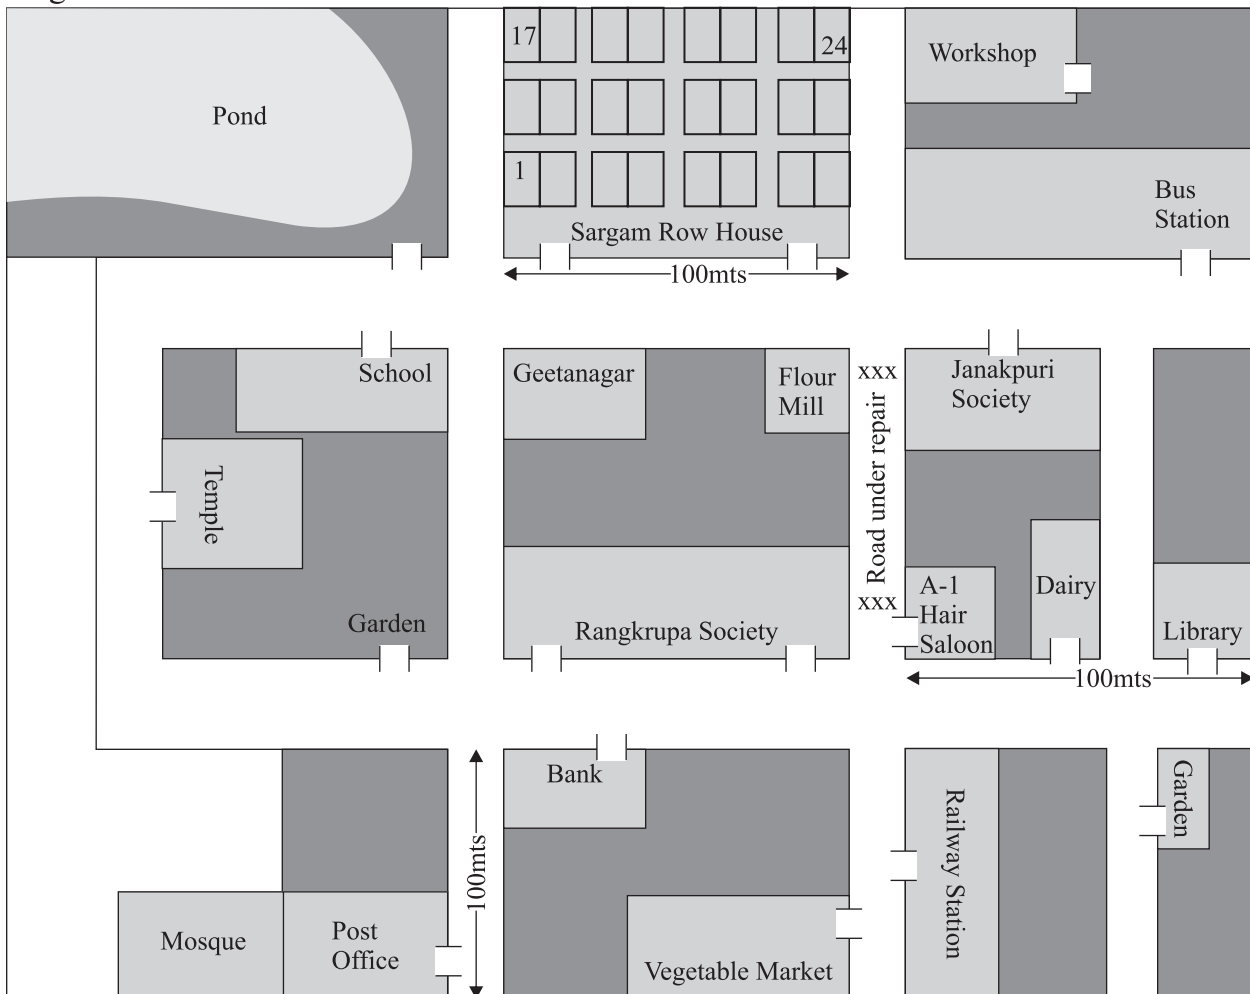 17
24
Workshop
Pond
1
Bus
Station
Sargam Row House
100mts
School
Geetanagar
Flour
Mill
xxx
Janakpuri
Society
Road under repair
Temple
xxx
A-1
Hair
Saloon
Dairy
Garden
Rangkrupa Society
Library
100mts
Bank
Garden
Railway Station
100mts
Mosque
Post
Office
Vegetable Market